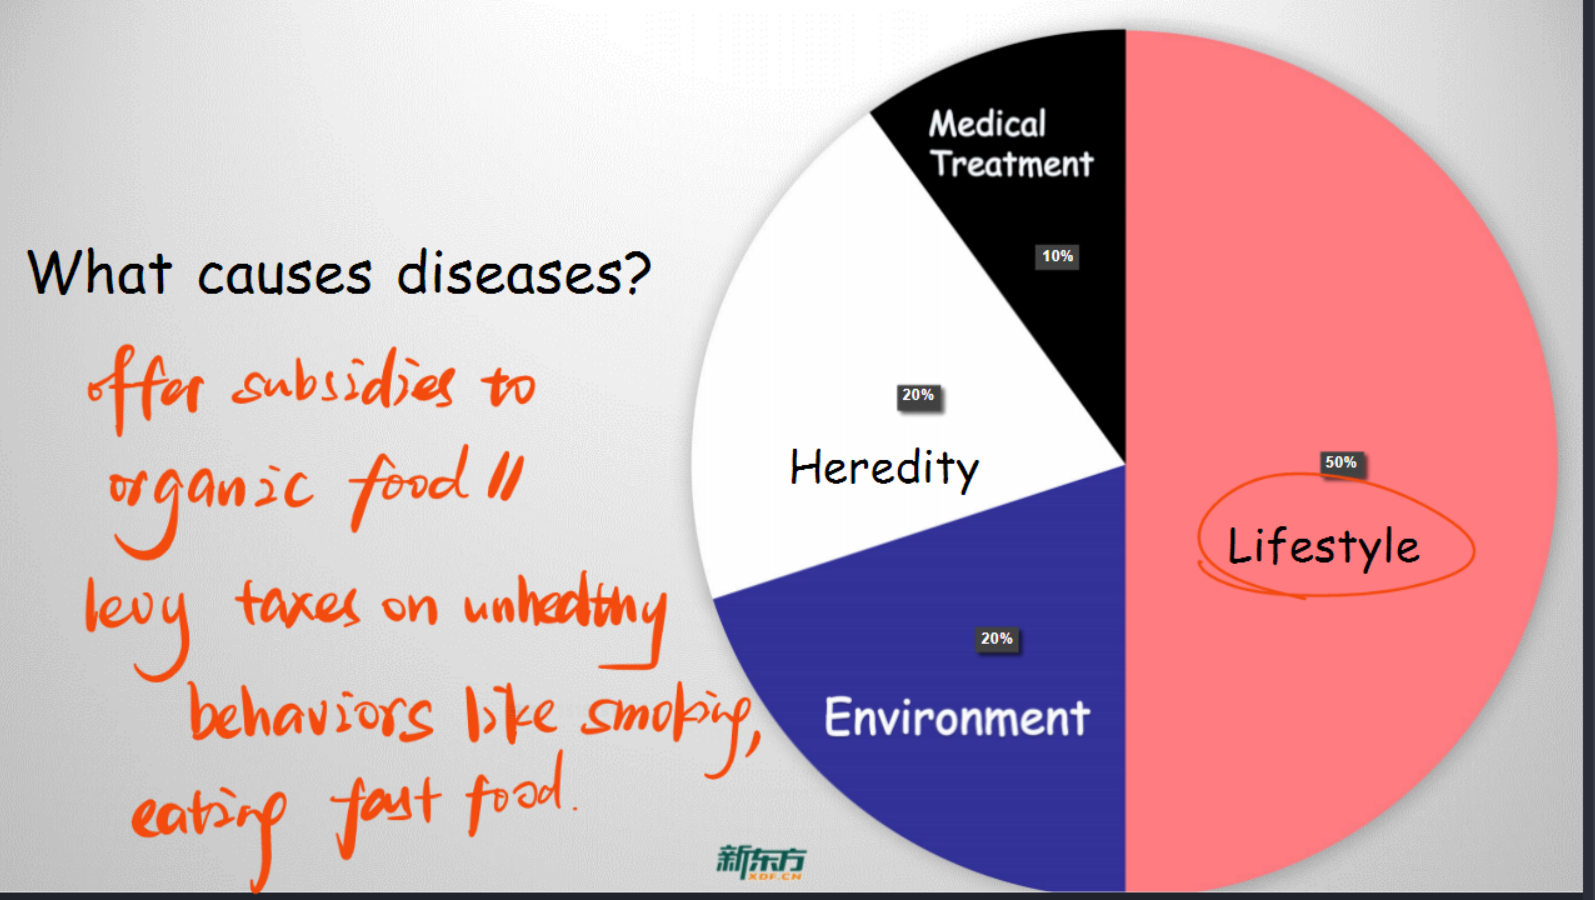 What causes diseases?
offer subsidies to
organic food //
levy taxes on unhealthy
behaviors like smoking,
eating fast food.
Medical
Treatment
10%
20%
Heredity
50%
Lifestyle
20%
Environment
新东方
XDF.CN